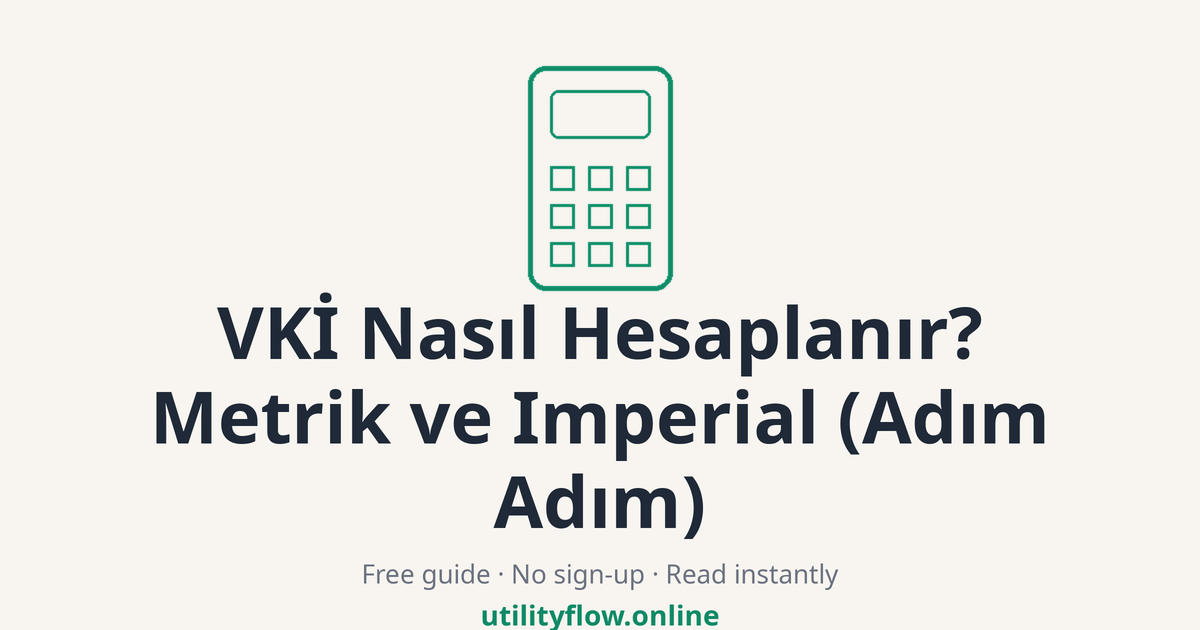 VKİ Nasıl Hesaplanır?
Metrik ve Imperial (Adım
Adım)
Free guide · No sign-up · Read instantly
utilityflow.online